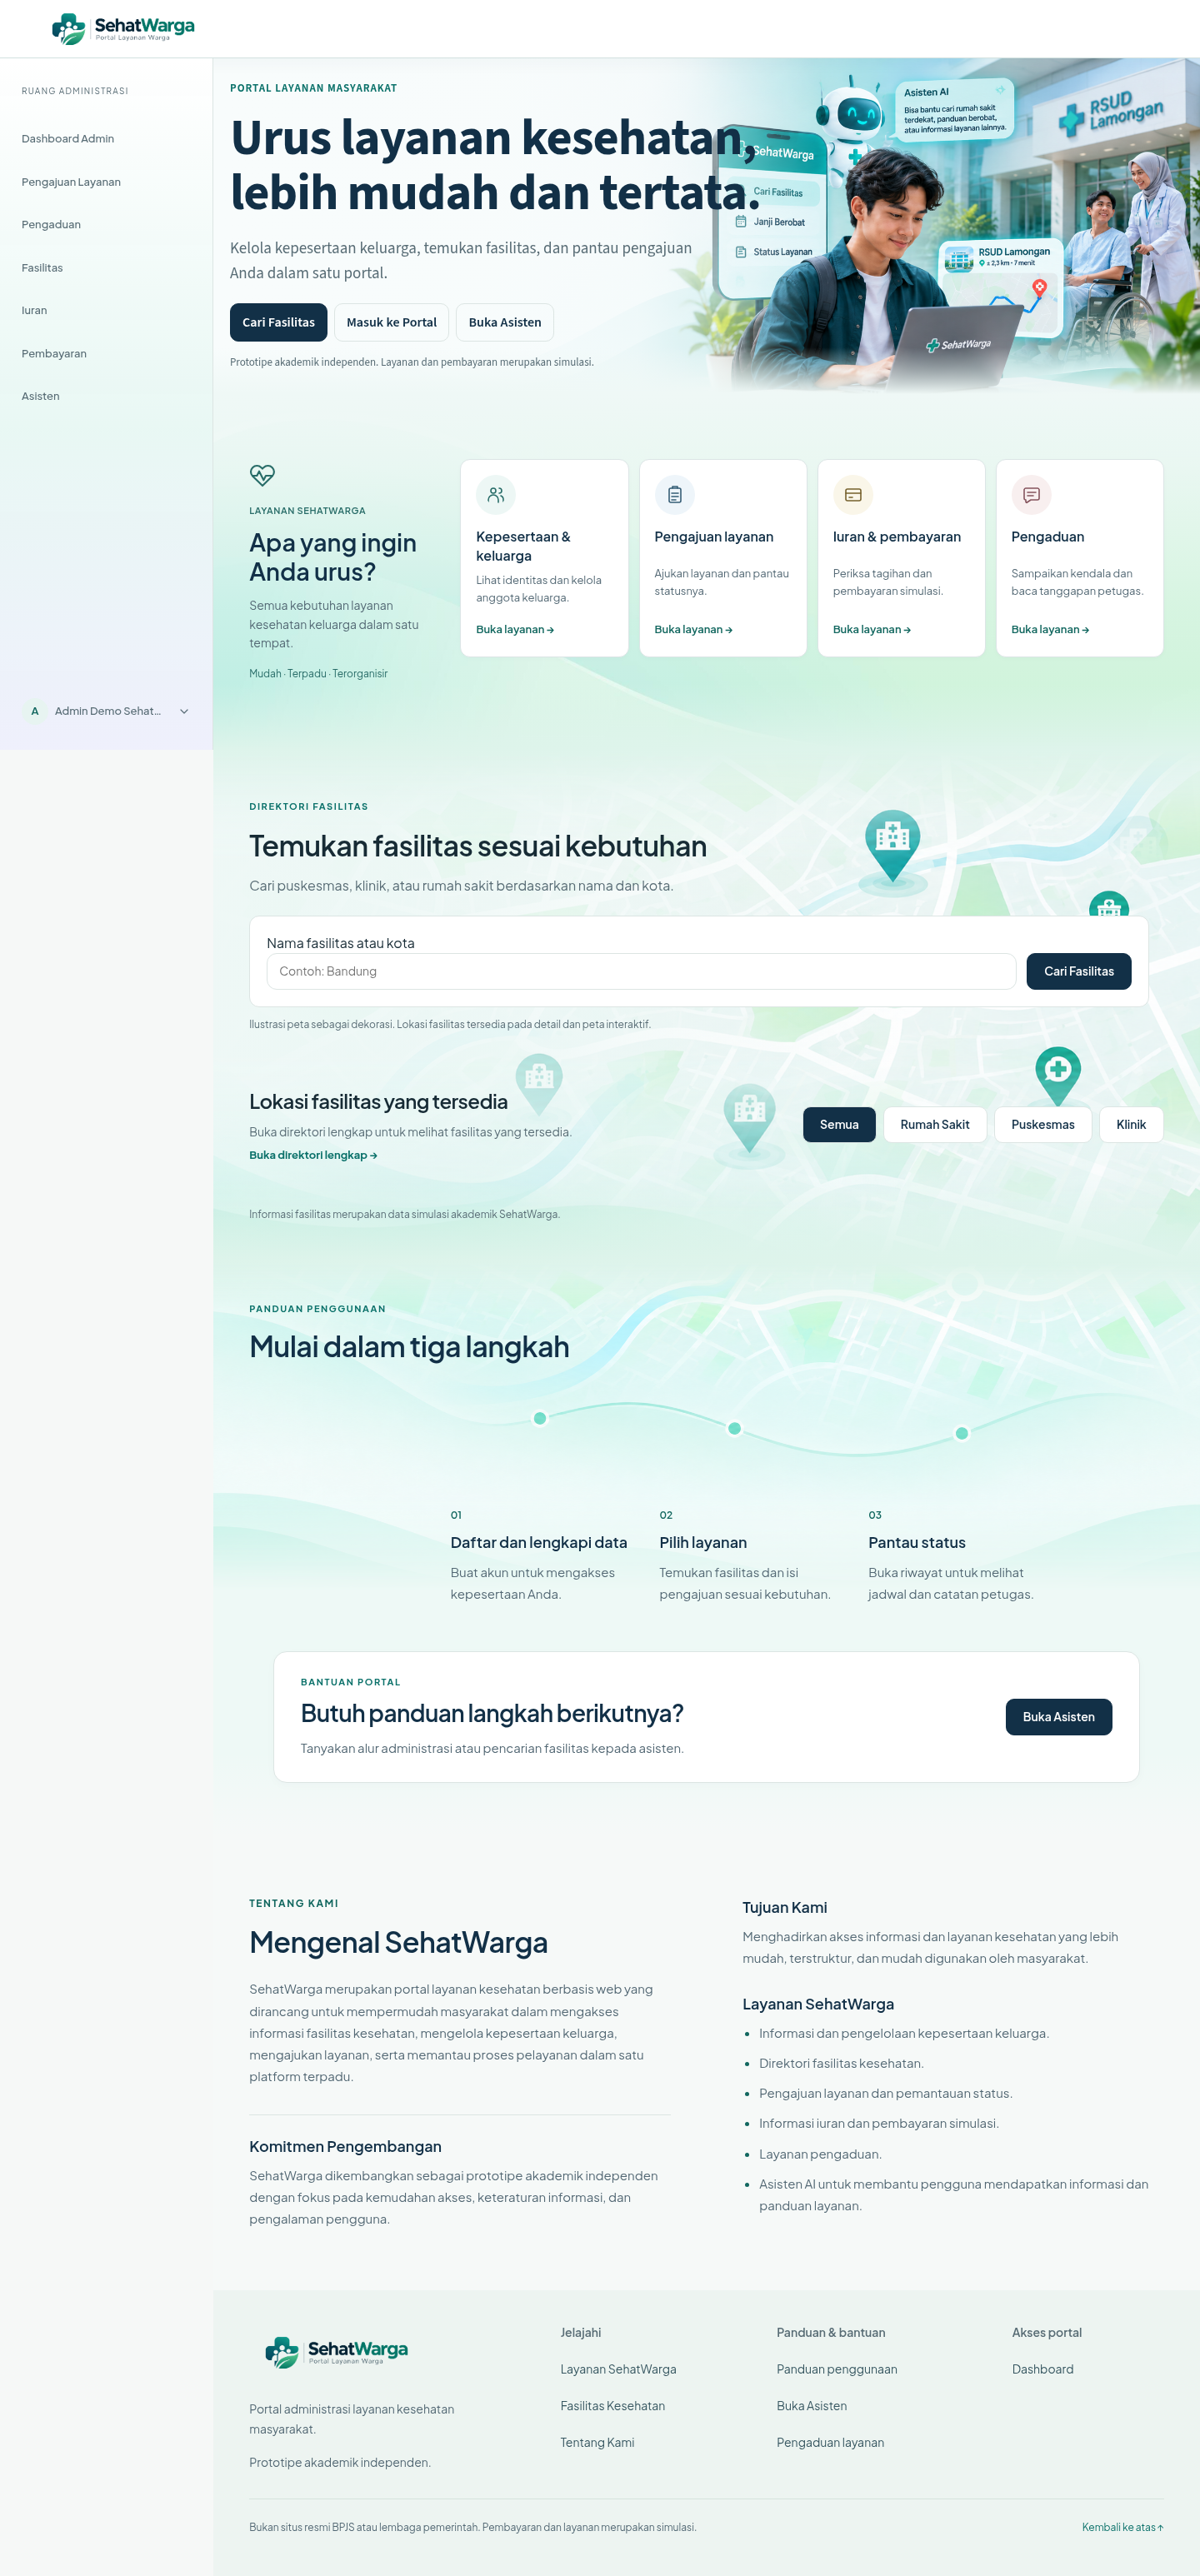 SehatWarga
Portal Layanan Warga
RUANG ADMINISTRASI
Dashboard Admin
Pengajuan Layanan
Pengaduan
Fasilitas
Iuran
Pembayaran
Asisten
A
Admin Demo Sehat...
PORTAL LAYANAN MASYARAKAT
Urus layanan kesehatan,
lebih mudah dan tertata.
Kelola kepesertaan keluarga, temukan fasilitas, dan pantau pengajuan
Anda dalam satu portal.
Cari Fasilitas
Masuk ke Portal
Buka Asisten
Prototipe akademik independen. Layanan dan pembayaran merupakan simulasi.
SehatWarga
Cari Fasilitas
Janji Berobat
Status Layanan
Asisten AI
Bisa bantu cari rumah sakit
terdekat, panduan berobat,
atau informasi layanan lainnya.
RSUD
Lamongan
RSUD Lamongan
± 2,3 km • 7 menit
SehatWarga
LAYANAN SEHATWARGA
Apa yang ingin
Anda urus?
Semua kebutuhan layanan
kesehatan keluarga dalam satu
tempat.
Mudah · Terpadu · Terorganisir
Kepesertaan &
keluarga
Lihat identitas dan kelola
anggota keluarga.
Buka layanan →
Pengajuan layanan
Ajukan layanan dan pantau
statusnya.
Buka layanan →
Iuran & pembayaran
Periksa tagihan dan
pembayaran simulasi.
Buka layanan →
Pengaduan
Sampaikan kendala dan
baca tanggapan petugas.
Buka layanan →
DIREKTORI FASILITAS
Temukan fasilitas sesuai kebutuhan
Cari puskesmas, klinik, atau rumah sakit berdasarkan nama dan kota.
Nama fasilitas atau kota
Contoh: Bandung
Cari Fasilitas
Ilustrasi peta sebagai dekorasi. Lokasi fasilitas tersedia pada detail dan peta interaktif.
Lokasi fasilitas yang tersedia
Buka direktori lengkap untuk melihat fasilitas yang tersedia.
Buka direktori lengkap →
Semua
Rumah Sakit
Puskesmas
Klinik
Informasi fasilitas merupakan data simulasi akademik SehatWarga.
PANDUAN PENGGUNAAN
Mulai dalam tiga langkah
01
Daftar dan lengkapi data
Buat akun untuk mengakses
kepesertaan Anda.
02
Pilih layanan
Temukan fasilitas dan isi
pengajuan sesuai kebutuhan.
03
Pantau status
Buka riwayat untuk melihat
jadwal dan catatan petugas.
BANTUAN PORTAL
Butuh panduan langkah berikutnya?
Tanyakan alur administrasi atau pencarian fasilitas kepada asisten.
Buka Asisten
TENTANG KAMI
Mengenal SehatWarga
SehatWarga merupakan portal layanan kesehatan berbasis web yang
dirancang untuk mempermudah masyarakat dalam mengakses
informasi fasilitas kesehatan, mengelola kepesertaan keluarga,
mengajukan layanan, serta memantau proses pelayanan dalam satu
platform terpadu.
Komitmen Pengembangan
SehatWarga dikembangkan sebagai prototipe akademik independen
dengan fokus pada kemudahan akses, keteraturan informasi, dan
pengalaman pengguna.
Tujuan Kami
Menghadirkan akses informasi dan layanan kesehatan yang lebih
mudah, terstruktur, dan mudah digunakan oleh masyarakat.
Layanan SehatWarga
• Informasi dan pengelolaan kepesertaan keluarga.
• Direktori fasilitas kesehatan.
• Pengajuan layanan dan pemantauan status.
• Informasi iuran dan pembayaran simulasi.
• Layanan pengaduan.
• Asisten AI untuk membantu pengguna mendapatkan informasi dan
panduan layanan.
SehatWarga
Portal Layanan Warga
Portal administrasi layanan kesehatan
masyarakat.
Prototipe akademik independen.
Jelajahi
Layanan SehatWarga
Fasilitas Kesehatan
Tentang Kami
Panduan & bantuan
Panduan penggunaan
Buka Asisten
Pengaduan layanan
Akses portal
Dashboard
Bukan situs resmi BPJS atau lembaga pemerintah. Pembayaran dan layanan merupakan simulasi.
Kembali ke atas ↑